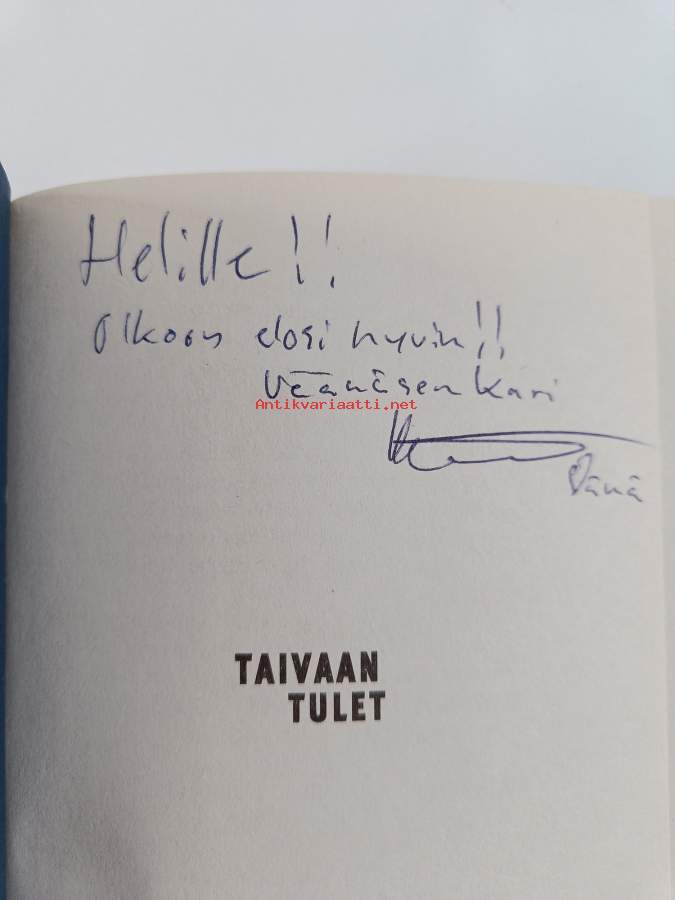 Helille!!
Olkoon elosi hyvin!!
Väänäsen Kari
Antikvariaatti.net
TAIVAAN
TULET